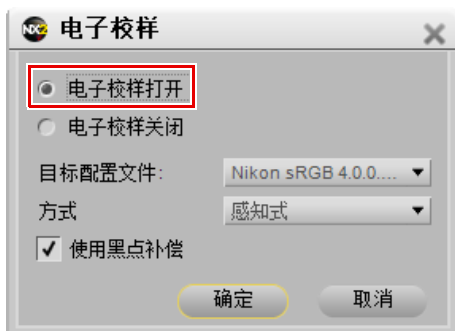 NX2 电子校样
电子校样打开
电子校样关闭
目标配置文件: Nikon sRGB 4.0.0....
方式 感知式
使用黑点补偿
确定 取消